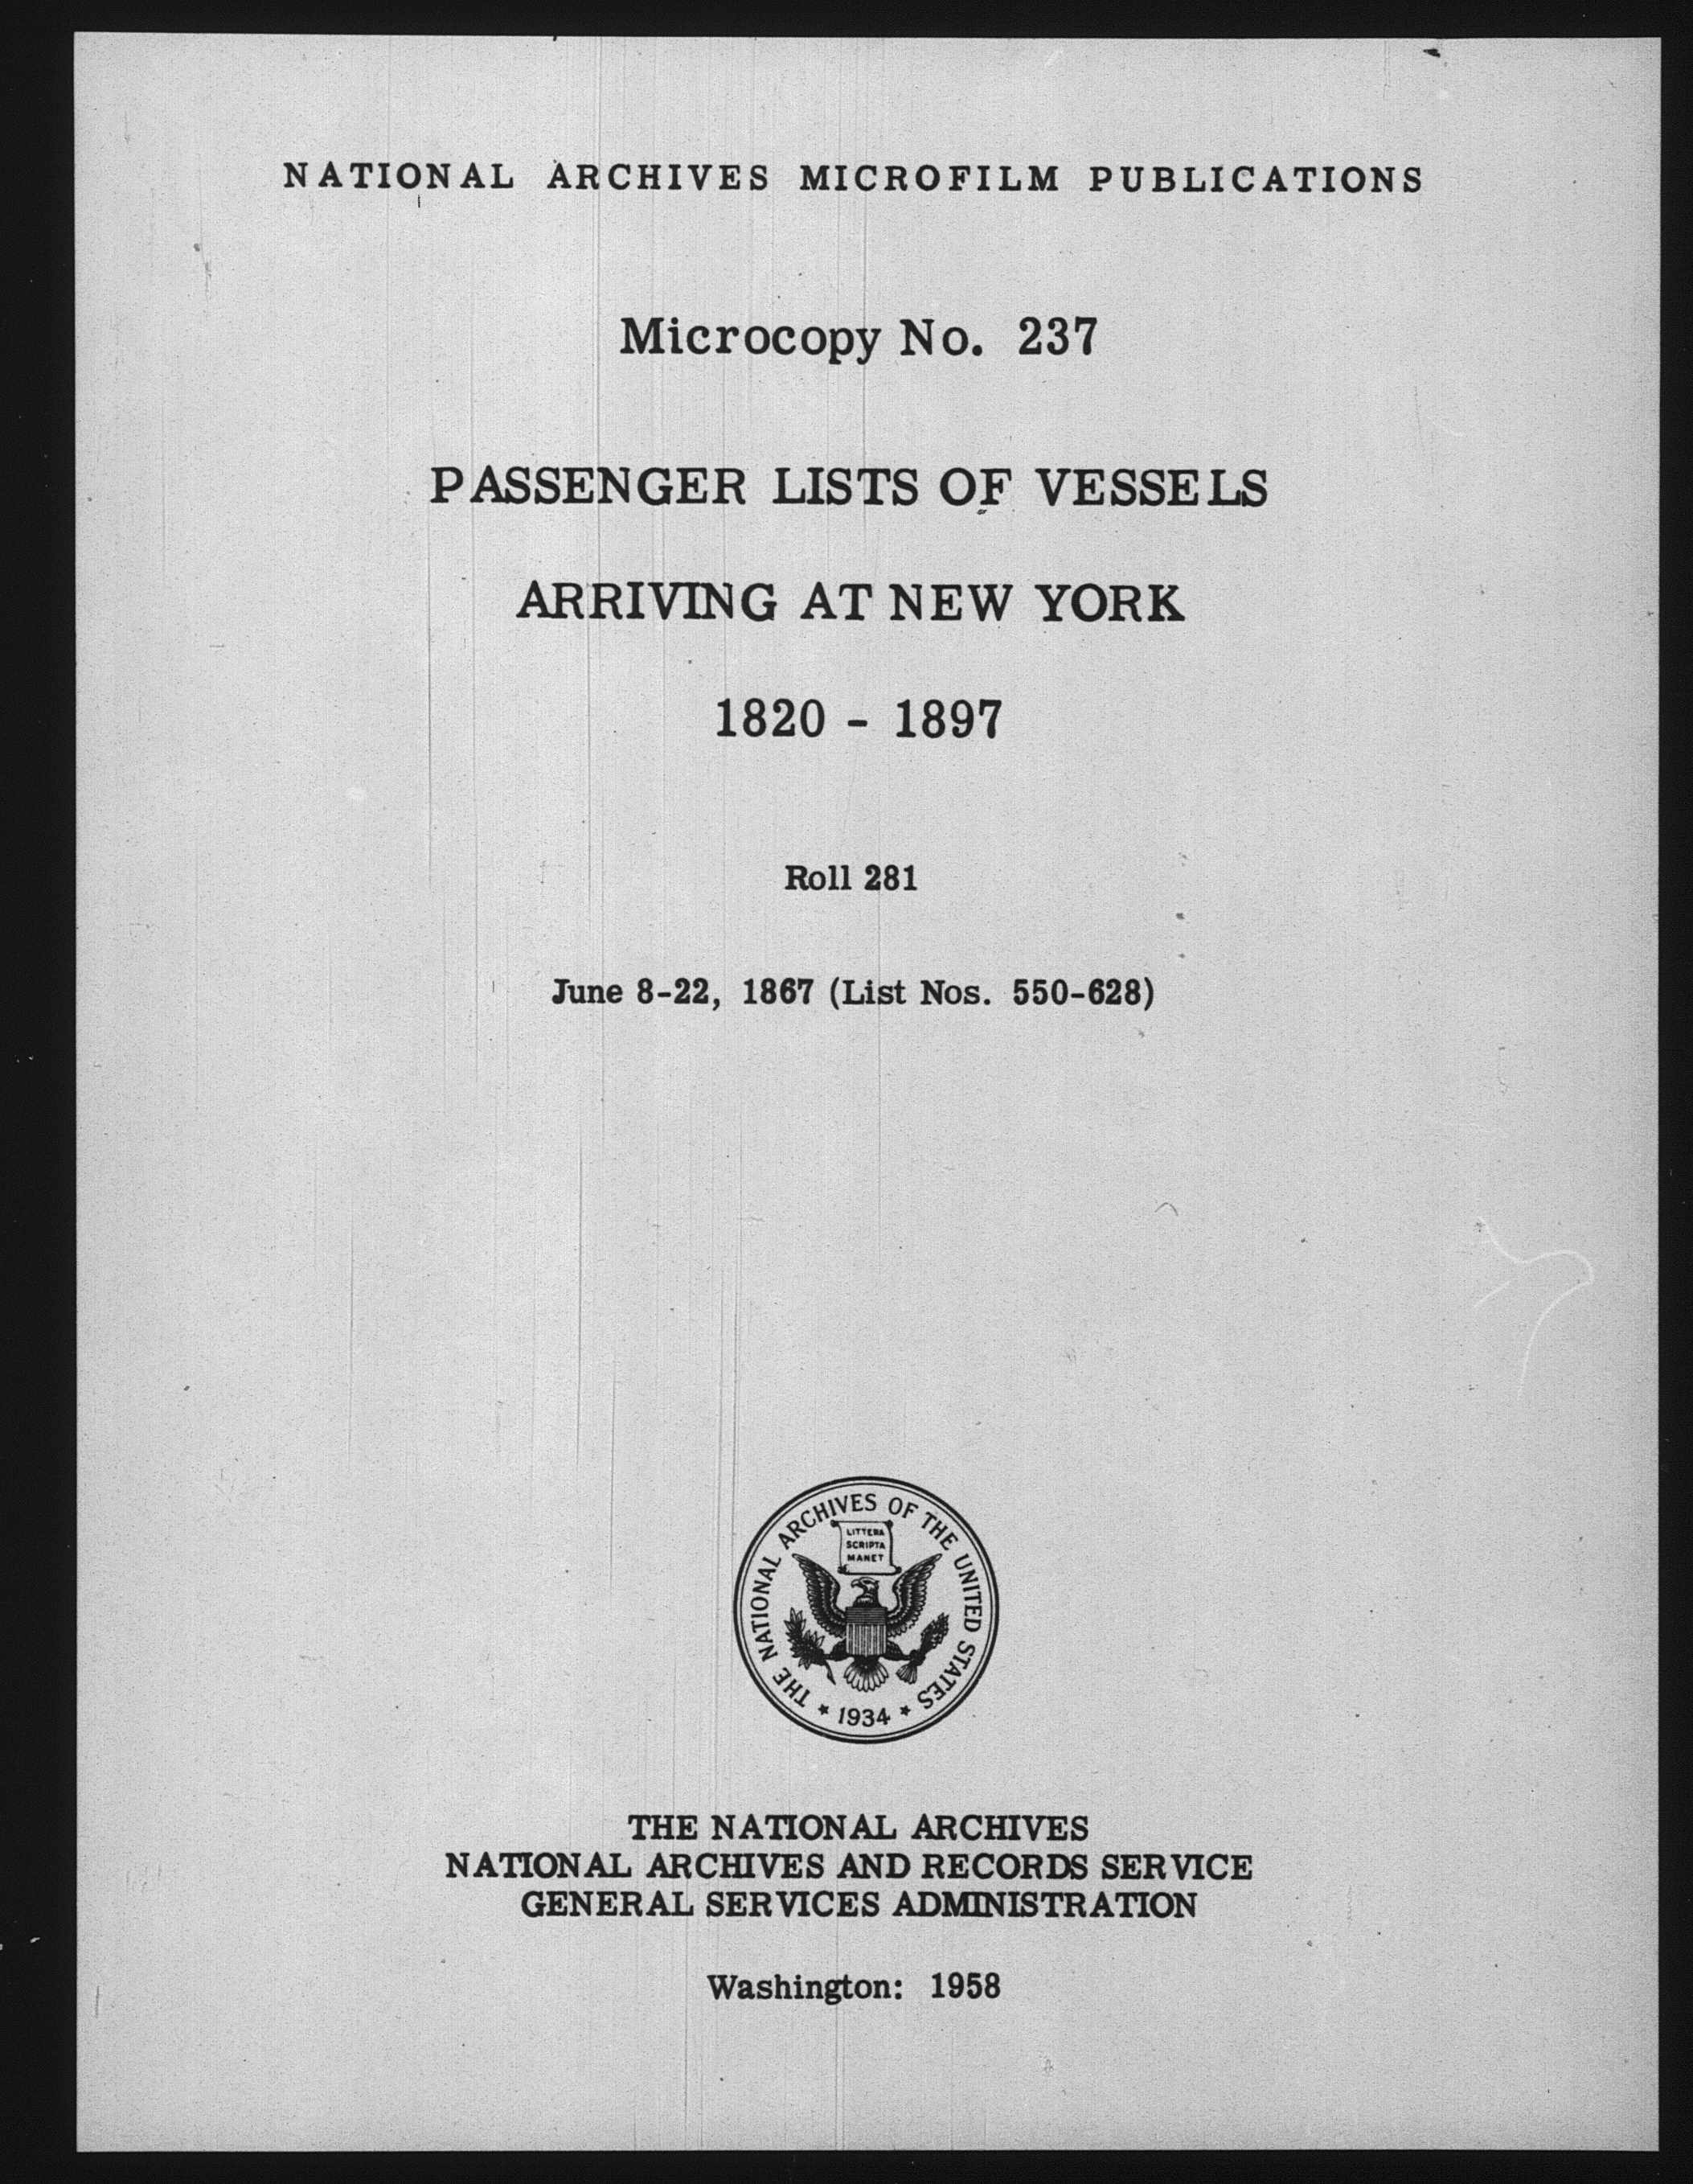 NATIONAL ARCHIVES MICROFILM PUBLICATIONS
Microcopy No. 237
PASSENGER LISTS OF VESSELS
ARRIVING AT NEW YORK
1820 - 1897
Roll 281
June 8-22, 1867 (List Nos. 550-628)
THE NATIONAL ARCHIVES OF THE UNITED STATES
LITTERA
SCRIPTA
MANET
* 1934 *
THE NATIONAL ARCHIVES
NATIONAL ARCHIVES AND RECORDS SERVICE
GENERAL SERVICES ADMINISTRATION
Washington: 1958